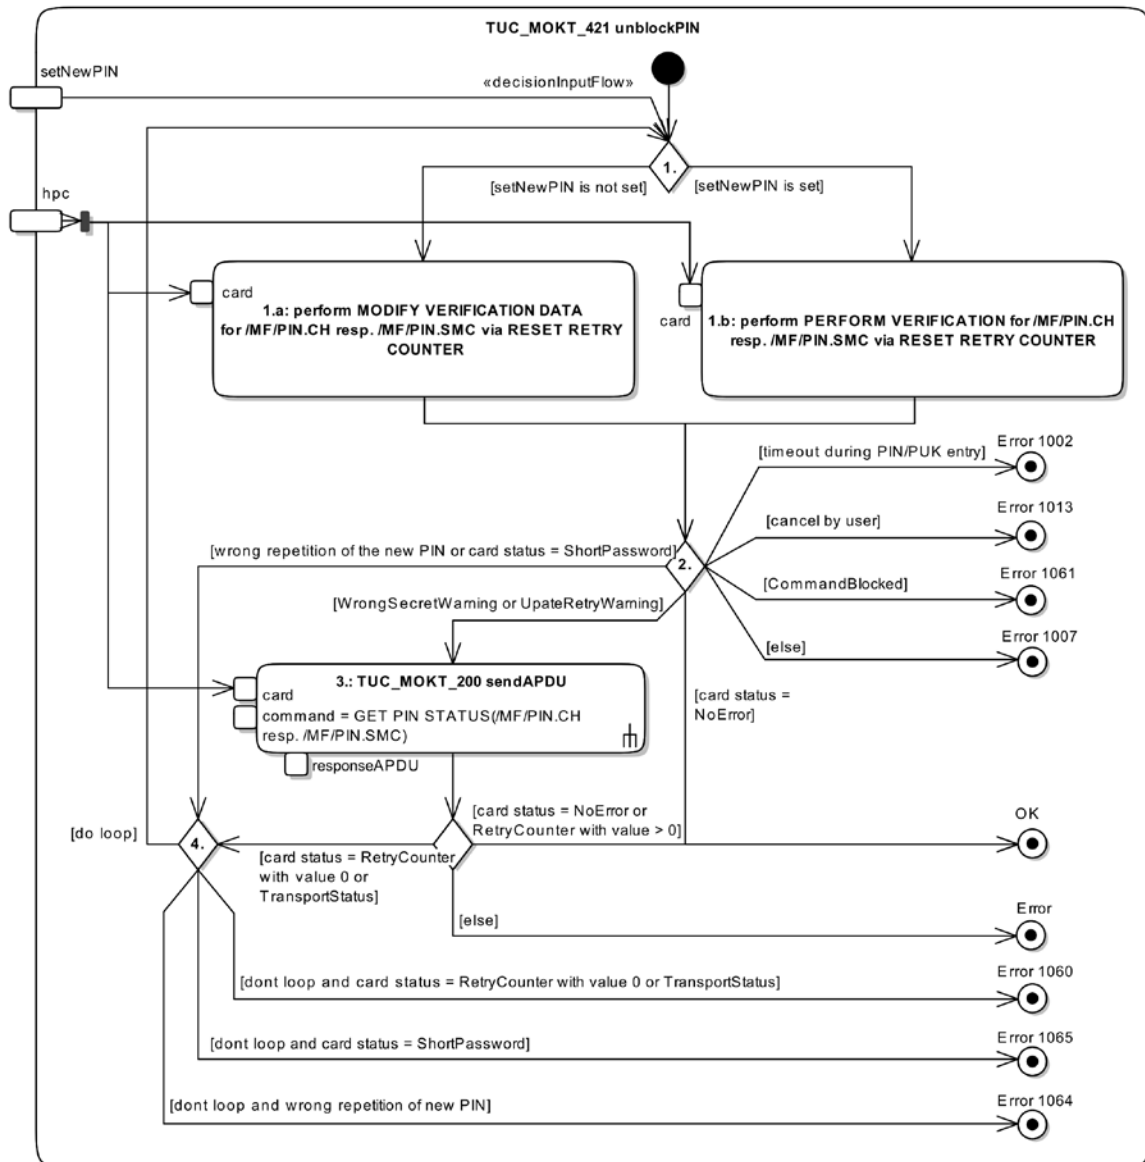 TUC_MOKT_421 unblockPIN
setNewPIN
«decisionInputFlow»
1.
[setNewPIN is not set]
[setNewPIN is set]
hpc
card
1.a: perform MODIFY VERIFICATION DATA
for /MF/PIN.CH resp. /MF/PIN.SMC via RESET RETRY
COUNTER
card
1.b: perform PERFORM VERIFICATION for /MF/PIN.CH
resp. /MF/PIN.SMC via RESET RETRY COUNTER
Error 1002
[timeout during PIN/PUK entry]
Error 1013
[cancel by user]
[wrong repetition of the new PIN or card status = ShortPassword]
2.
Error 1061
[CommandBlocked]
[WrongSecretWarning or UpateRetryWarning]
Error 1007
[else]
3.: TUC_MOKT_200 sendAPDU
card
command = GET PIN STATUS(/MF/PIN.CH
resp. /MF/PIN.SMC)
responseAPDU
[card status =
NoError]
[card status = NoError or
RetryCounter with value > 0]
OK
[do loop]
4.
[card status = RetryCounter
with value 0 or
TransportStatus]
[else]
Error
[dont loop and card status = RetryCounter with value 0 or TransportStatus]
Error 1060
[dont loop and card status = ShortPassword]
Error 1065
[dont loop and wrong repetition of new PIN]
Error 1064